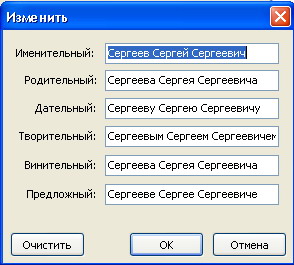 Изменить
Именительный: Сергеев Сергей Сергеевич
Родительный: Сергеева Сергея Сергеевича
Дательный: Сергееву Сергею Сергеевичу
Творительный: Сергеевым Сергеем Сергеевичем
Винительный: Сергеева Сергея Сергеевича
Предложный: Сергееве Сергее Сергеевиче
Очистить OK Отмена